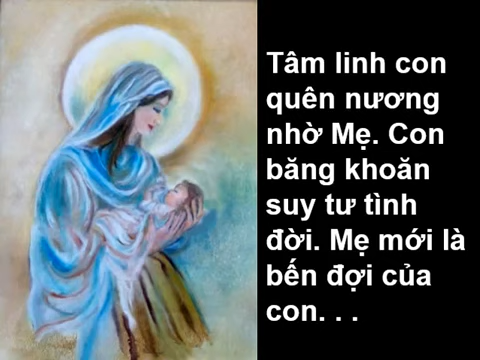 Tâm linh con
quên nương
nhờ Mẹ. Con
băng khoăn
suy tư tình
đời. Mẹ mới là
bến đợi của
con. . .